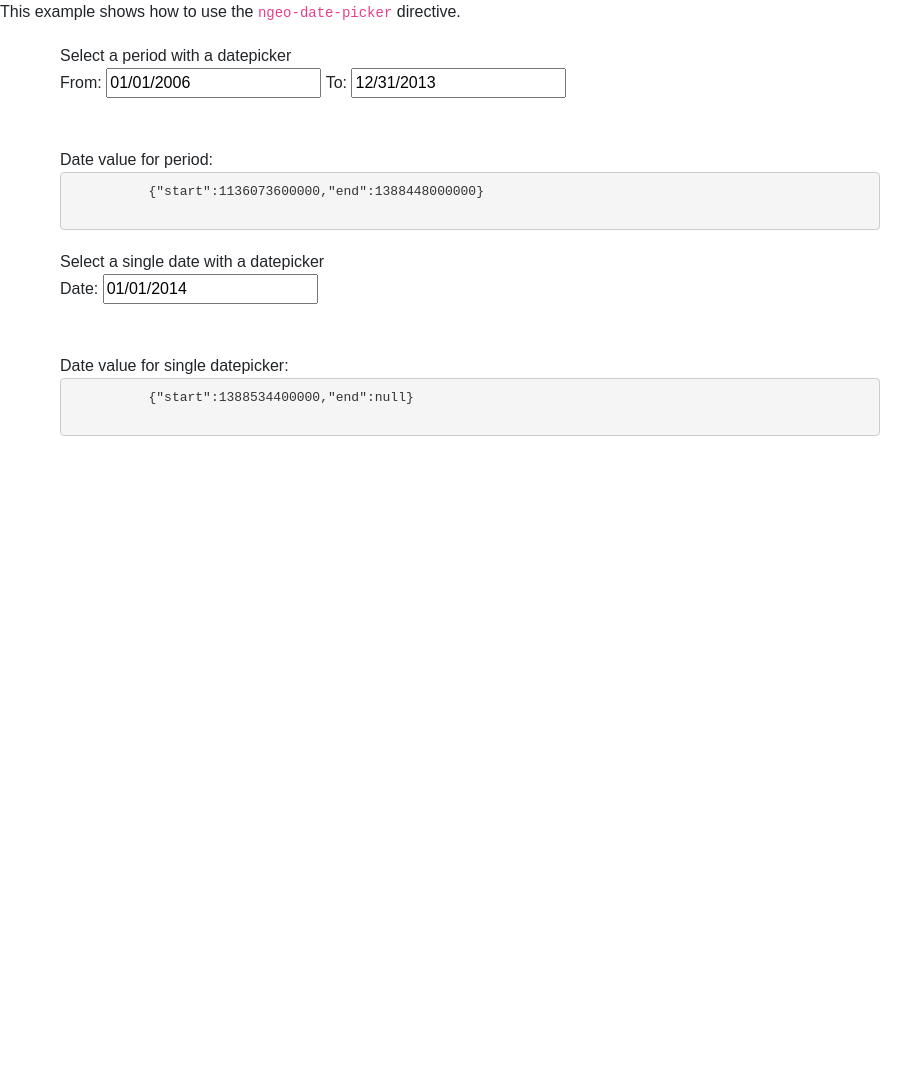 This example shows how to use the ngeo-date-picker directive.
Select a period with a datepicker
From: 01/01/2006 To: 12/31/2013
Date value for period:
{"start":1136073600000,"end":1388448000000}
Select a single date with a datepicker
Date: 01/01/2014
Date value for single datepicker:
{"start":1388534400000,"end":null}